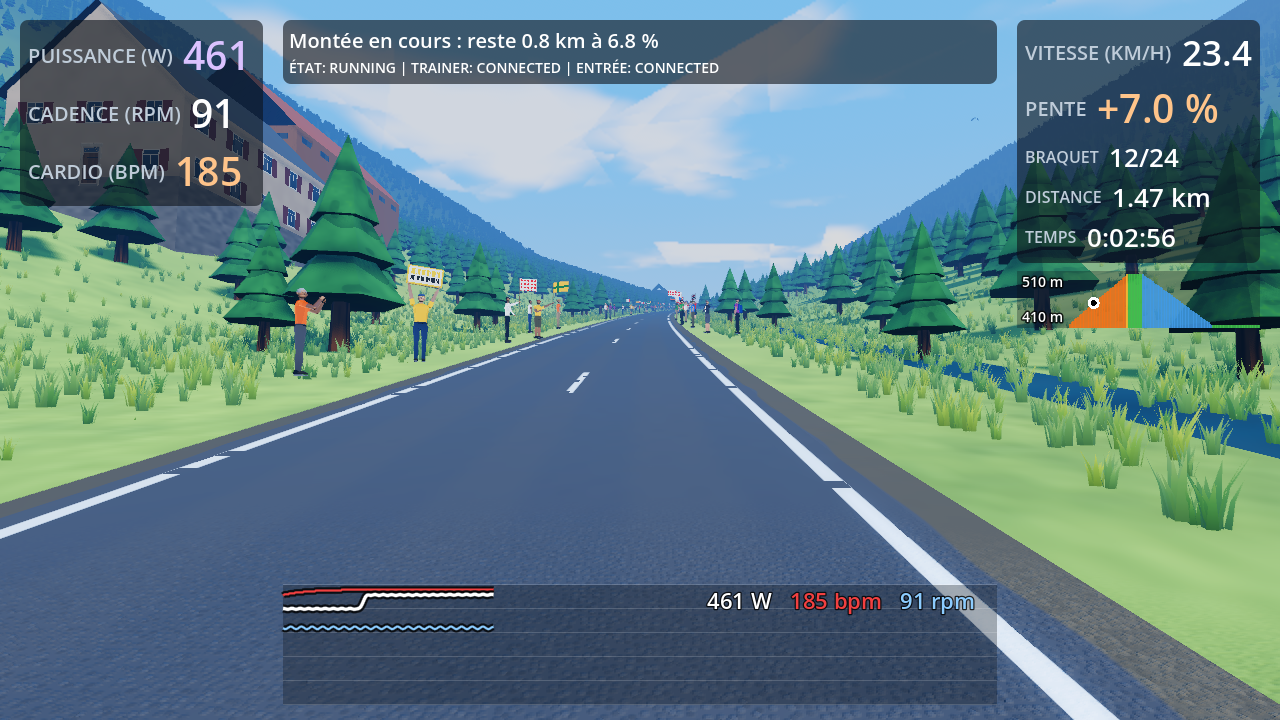 PUISSANCE (W) 461
CADENCE (RPM) 91
CARDIO (BPM) 185
Montée en cours : reste 0.8 km à 6.8 %
ÉTAT: RUNNING | TRAINER: CONNECTED | ENTRÉE: CONNECTED
VITESSE (KM/H) 23.4
PENTE +7.0 %
BRAQUET 12/24
DISTANCE 1.47 km
TEMPS 0:02:56
510 m
410 m
461 W 185 bpm 91 rpm